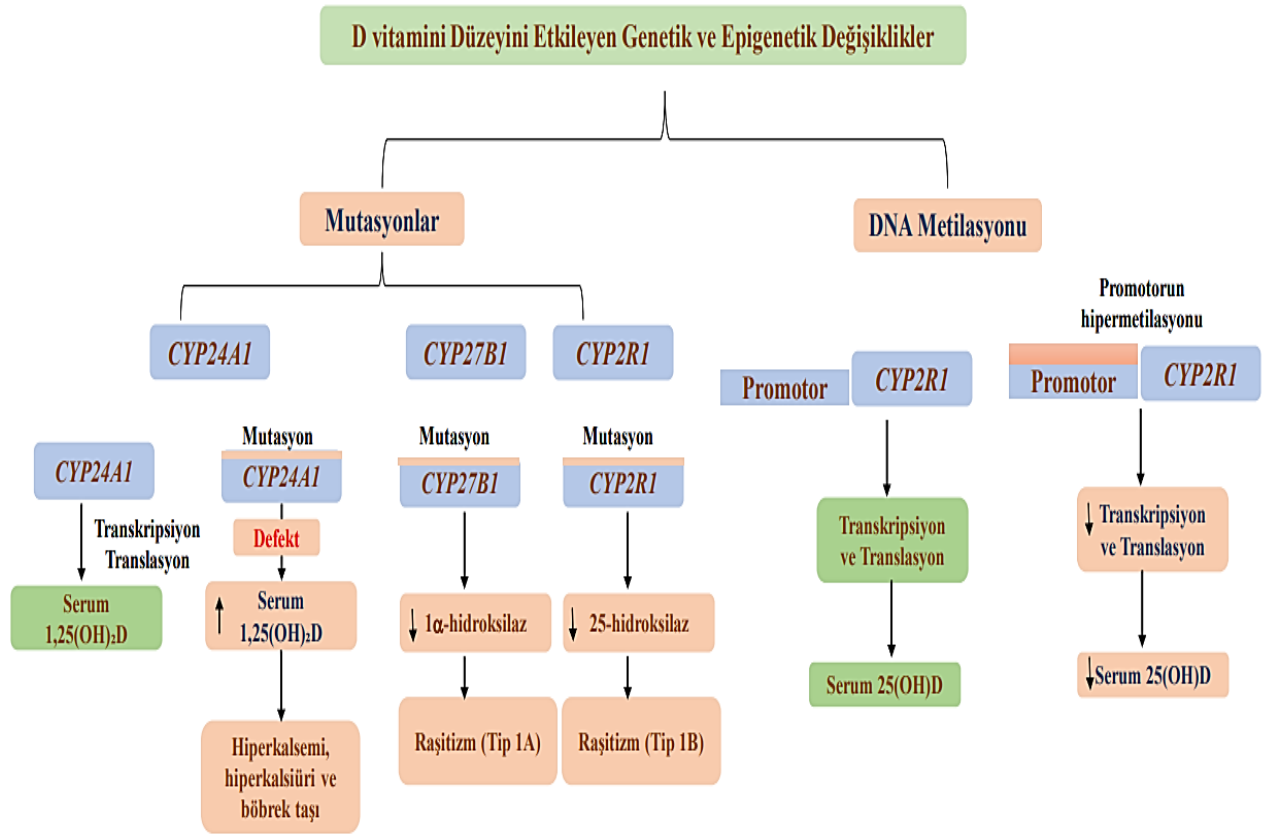 D vitamini Düzeyini Etkileyen Genetik ve Epigenetik Değişiklikler
Mutasyonlar
DNA Metilasyonu
CYP24A1
CYP27B1
CYP2R1
Mutasyon
CYP24A1
CYP24A1
Transkripsiyon
Translasyon
Defekt
Serum
1,25(OH)₂D
↑ Serum
1,25(OH)₂D
Hiperkalsemi,
hiperkalsiüri ve
böbrek taşı
Mutasyon
CYP27B1
↓ 1α-hidroksilaz
Raşitizm (Tip 1A)
Mutasyon
CYP2R1
↓ 25-hidroksilaz
Raşitizm (Tip 1B)
Promotor
CYP2R1
Transkripsiyon
ve Translasyon
Serum 25(OH)D
Promotorun
hipermetilasyonu
Promotor
CYP2R1
↓ Transkripsiyon
ve Translasyon
↓Serum 25(OH)D